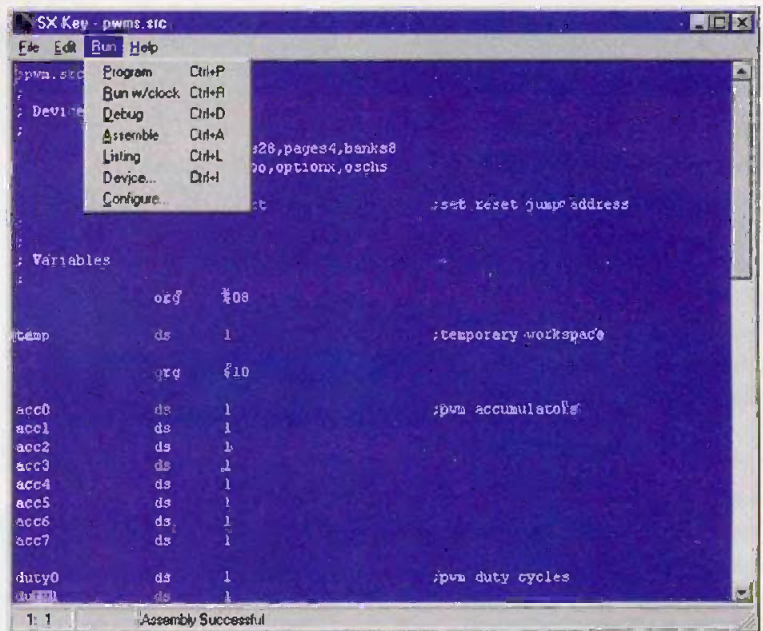 SX Key - pwms.src
File Edit Run Help
pwm.src
Program Ctrl+P
Run w/clock Ctrl+R
; Device
Debug Ctrl+D
;
Assemble Ctrl+A
s28,pages4,banks8
Listing Ctrl+L
bo,optionx,oschs
Device... Ctrl+I
Configure...
;set reset jump address
;
; Variables
;
org $08
temp ds 1 ;temporary workspace
org $10
acc0 ds 1 ;pwm accumulators
acc1 ds 1
acc2 ds 1
acc3 ds 1
acc4 ds 1
acc5 ds 1
acc6 ds 1
acc7 ds 1
duty0 ds 1 ;pwm duty cycles
duty1 ds 1
1: 1 Assembly Successful